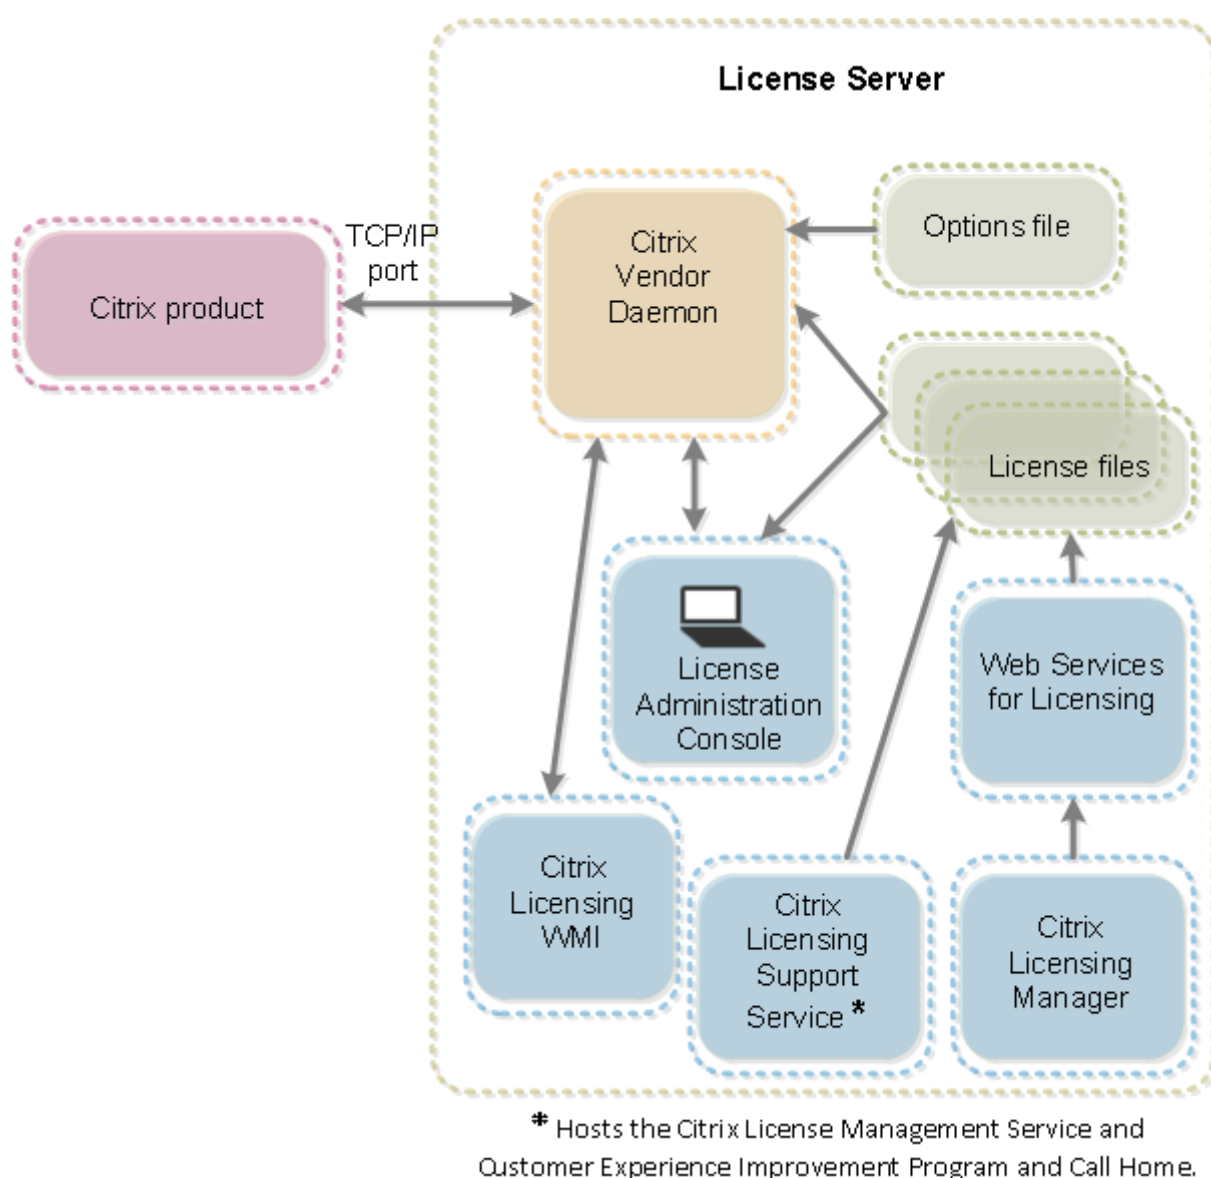 License Server
TCP/IP
port
Citrix product
Citrix
Vendor
Daemon
Options file
License files
License
Administration
Console
Web Services
for Licensing
Citrix
Licensing
WMI
Citrix
Licensing
Support
Service *
Citrix
Licensing
Manager
* Hosts the Citrix License Management Service and
Customer Experience Improvement Program and Call Home.